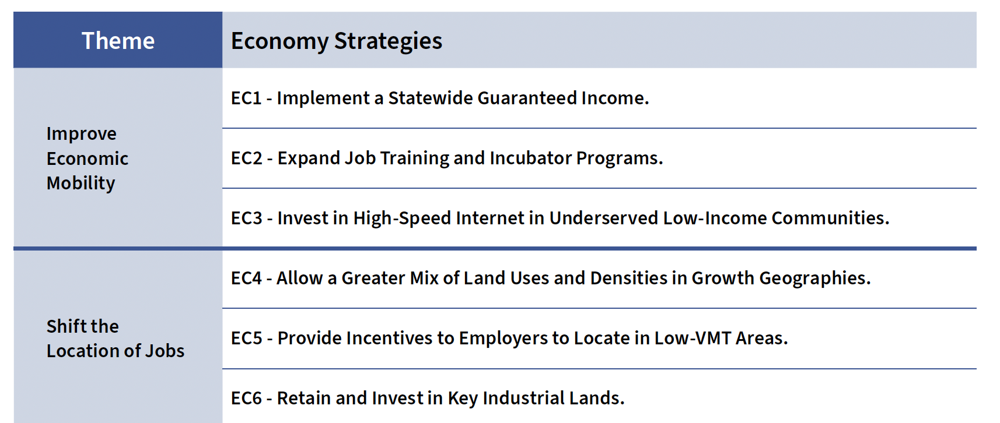 Theme
Economy Strategies
Improve
Economic
Mobility
EC1 - Implement a Statewide Guaranteed Income.
EC2 - Expand Job Training and Incubator Programs.
EC3 - Invest in High-Speed Internet in Underserved Low-Income Communities.
Shift the
Location of Jobs
EC4 - Allow a Greater Mix of Land Uses and Densities in Growth Geographies.
EC5 - Provide Incentives to Employers to Locate in Low-VMT Areas.
EC6 - Retain and Invest in Key Industrial Lands.